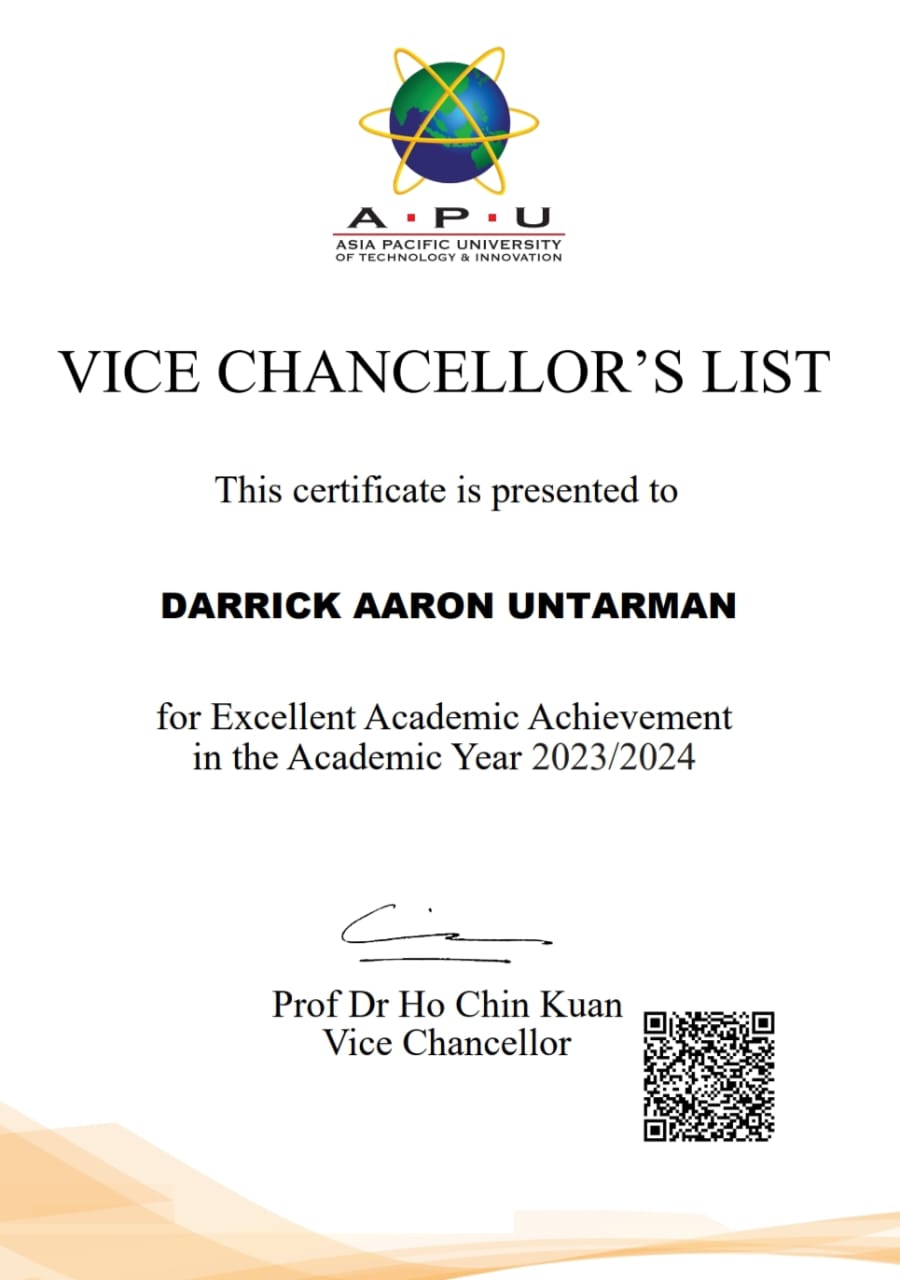 A · P · U
ASIA PACIFIC UNIVERSITY
OF TECHNOLOGY & INNOVATION
VICE CHANCELLOR’S LIST
This certificate is presented to
DARRICK AARON UNTARMAN
for Excellent Academic Achievement
in the Academic Year 2023/2024
Prof Dr Ho Chin Kuan
Vice Chancellor